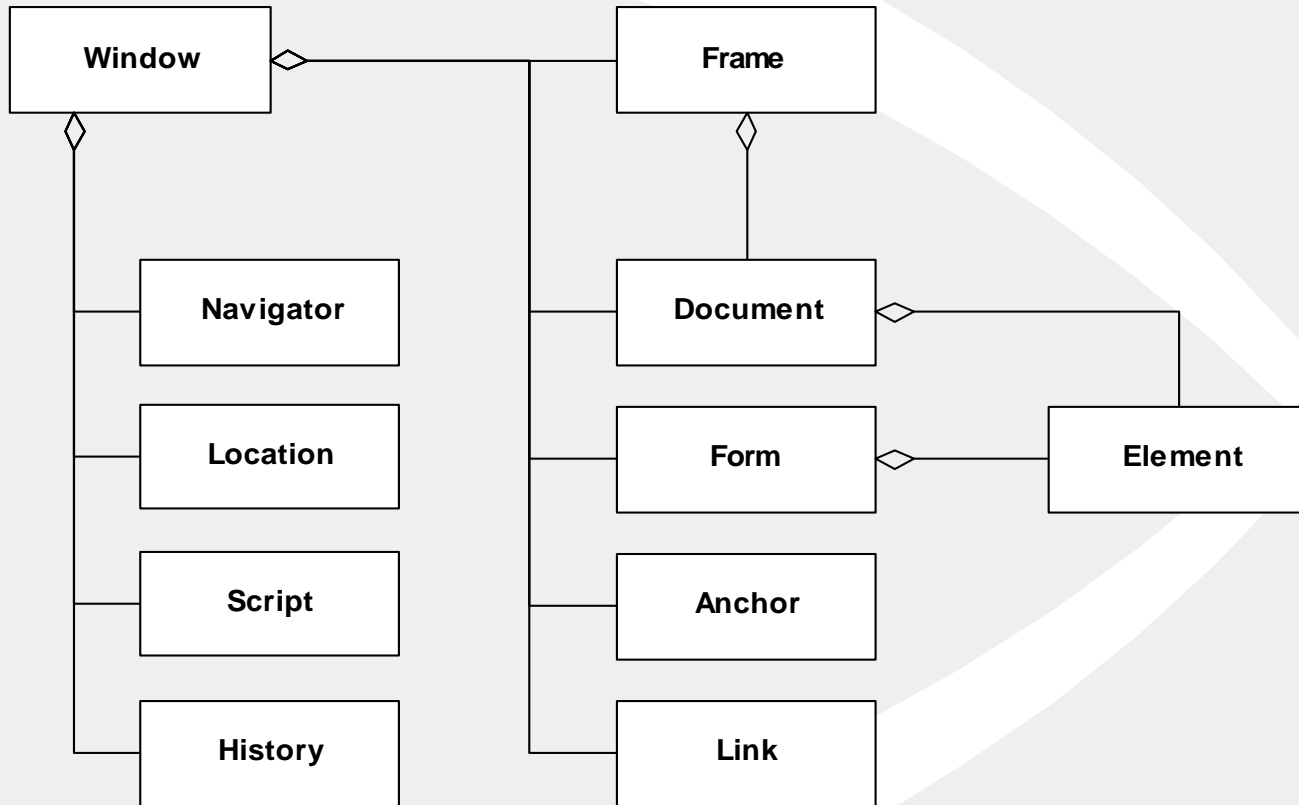 Window
Frame
Navigator
Document
Location
Form
Element
Script
Anchor
History
Link